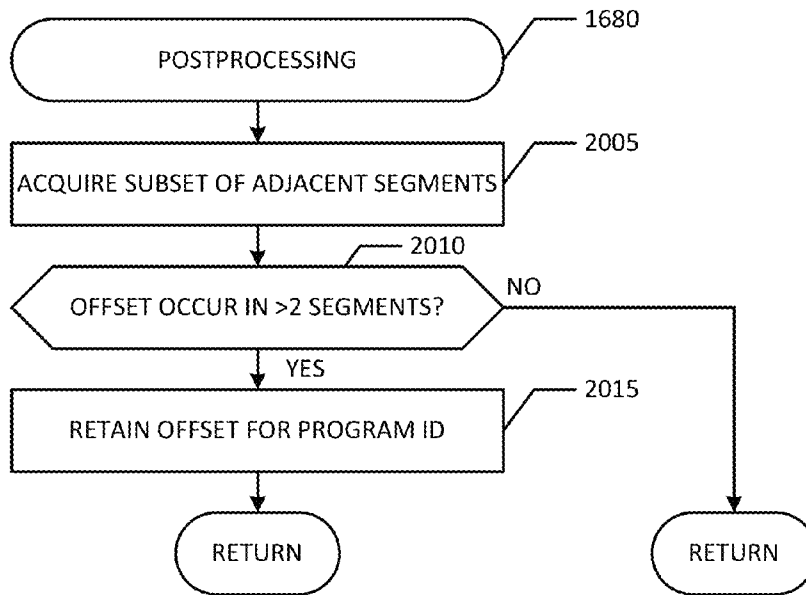 1680
POSTPROCESSING
2005
ACQUIRE SUBSET OF ADJACENT SEGMENTS
2010
OFFSET OCCUR IN >2 SEGMENTS?
NO
YES
2015
RETAIN OFFSET FOR PROGRAM ID
RETURN
RETURN